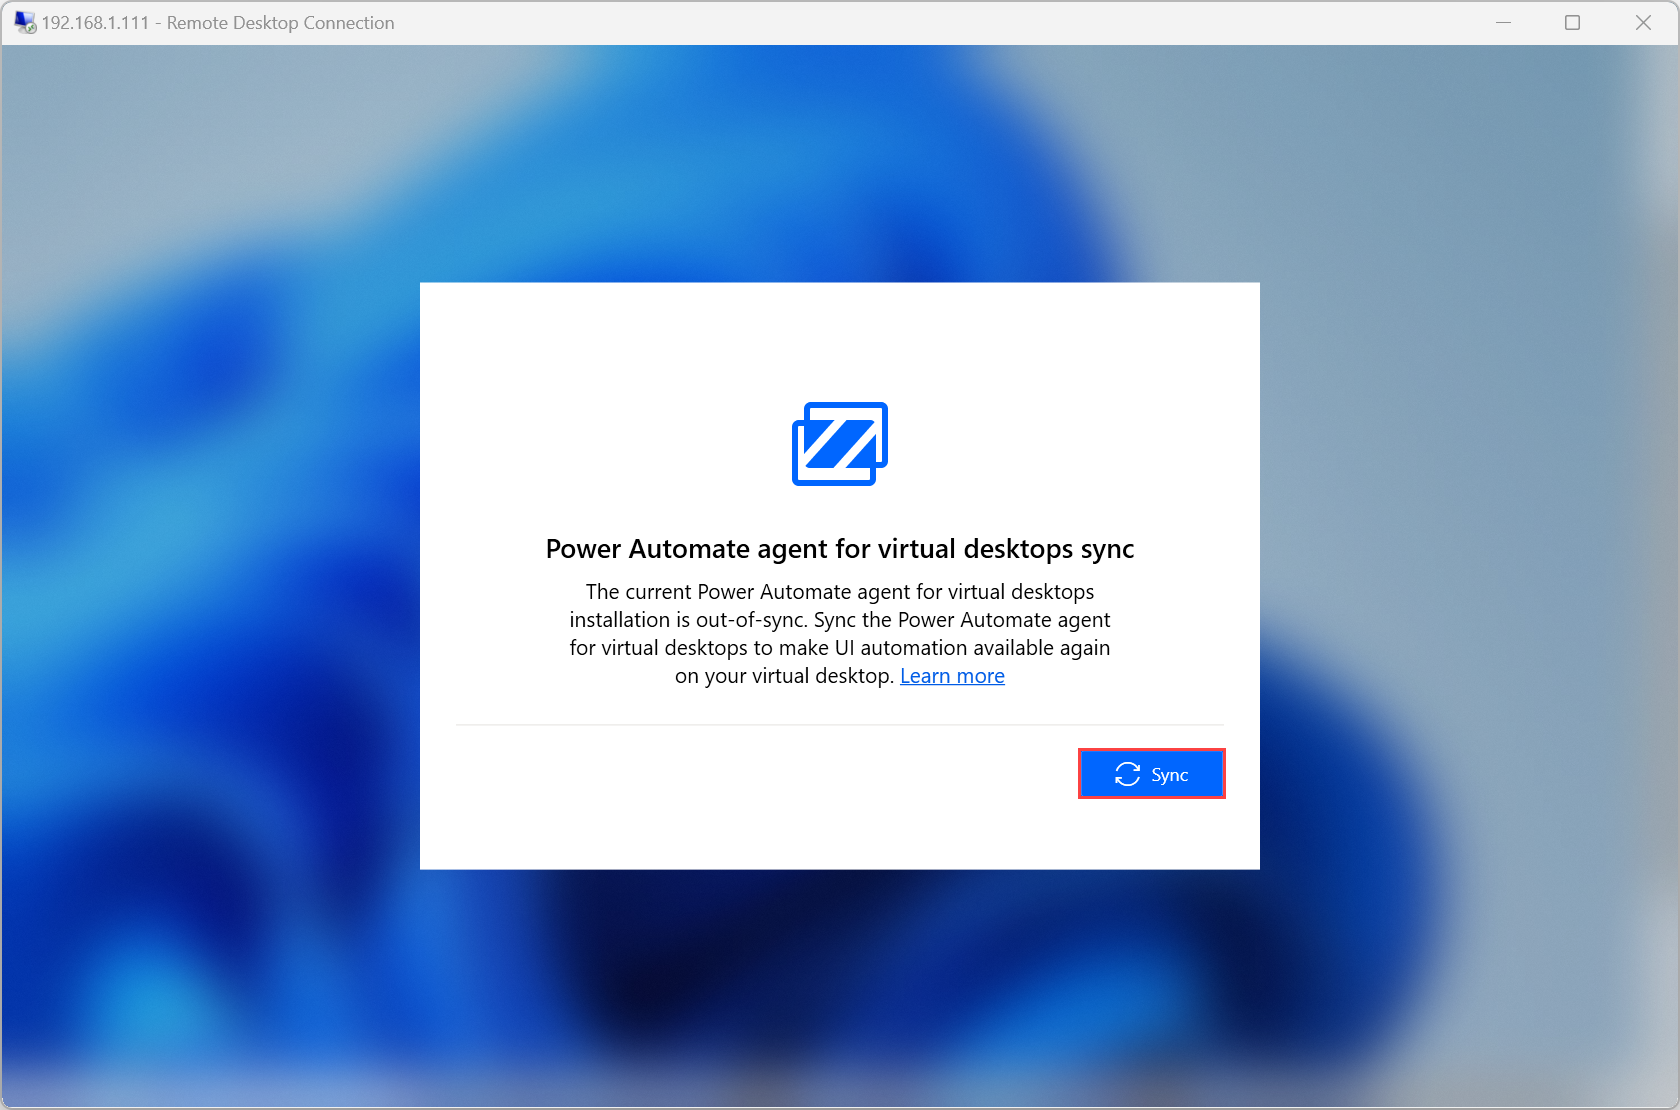 192.168.1.111 - Remote Desktop Connection
Power Automate agent for virtual desktops sync
The current Power Automate agent for virtual desktops
installation is out-of-sync. Sync the Power Automate agent
for virtual desktops to make UI automation available again
on your virtual desktop. Learn more
Sync